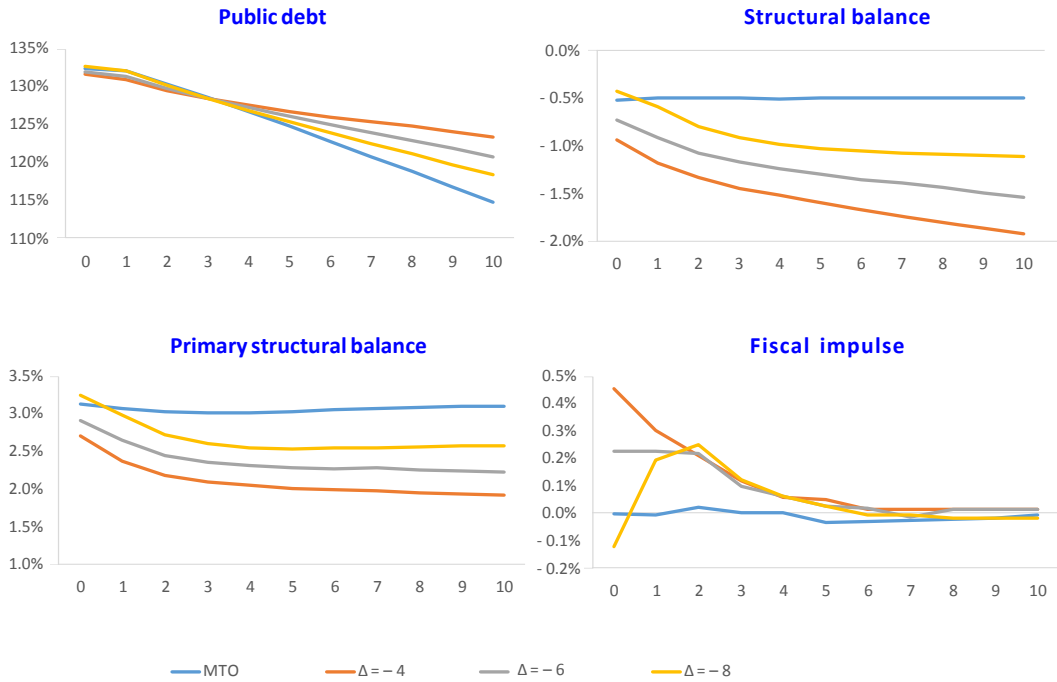 Public debt
135%
130%
125%
120%
115%
110%
0 1 2 3 4 5 6 7 8 9 10
Structural balance
0.0%
- 0.5%
- 1.0%
- 1.5%
- 2.0%
0 1 2 3 4 5 6 7 8 9 10
Primary structural balance
3.5%
3.0%
2.5%
2.0%
1.5%
1.0%
0 1 2 3 4 5 6 7 8 9 10
Fiscal impulse
0.5%
0.4%
0.3%
0.2%
0.1%
0.0%
- 0.1%
- 0.2%
0 1 2 3 4 5 6 7 8 9 10
MTO Δ = – 4 Δ = – 6 Δ = – 8